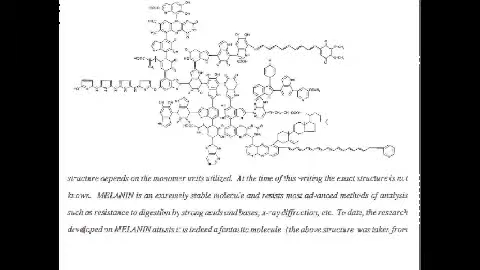 structure depends on the monomer units utilized. At the time of this writing the exact structure is not
known. MELANIN is an extremely stable molecule and resists most advanced methods of analysis
such as resistance to digestion by strong acids and bases, x-ray diffraction, etc. To date, the research
developed on MELANIN attests it is indeed a fantastic molecule (the above structure was taken from